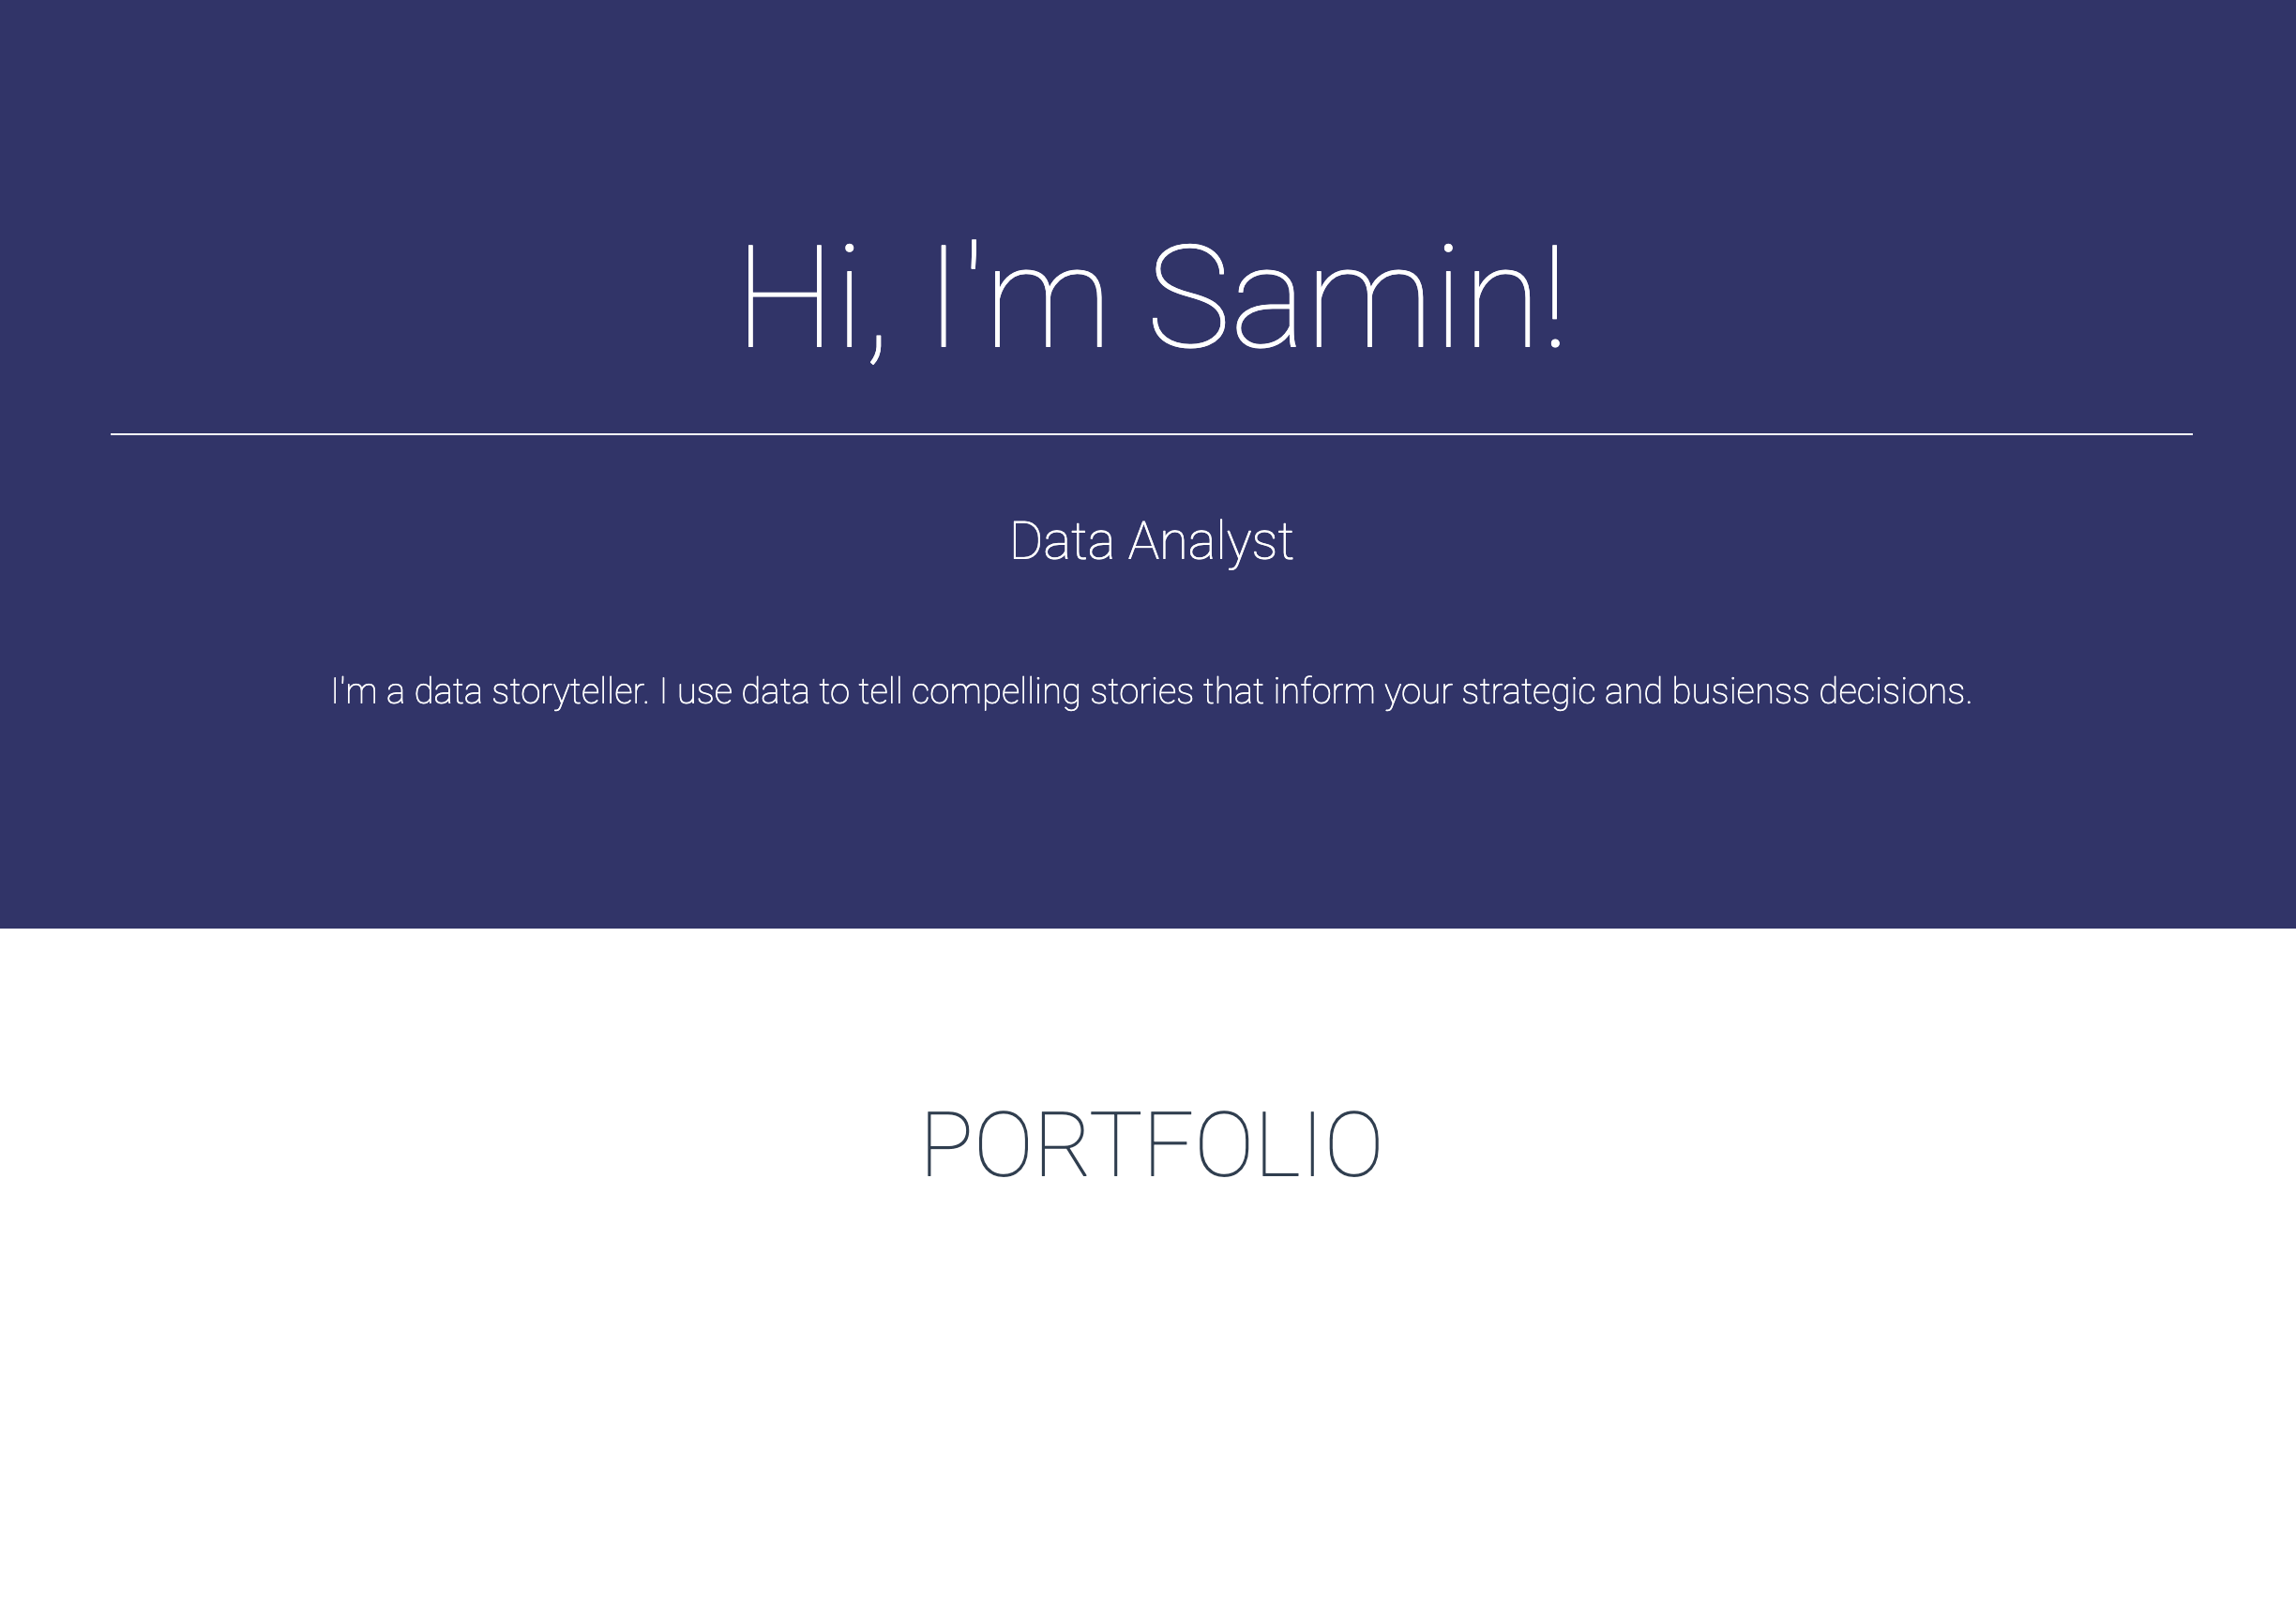 Hi, I'm Samin!
Data Analyst
I'm a data storyteller. I use data to tell compelling stories that inform your strategic and busienss decisions.
PORTFOLIO